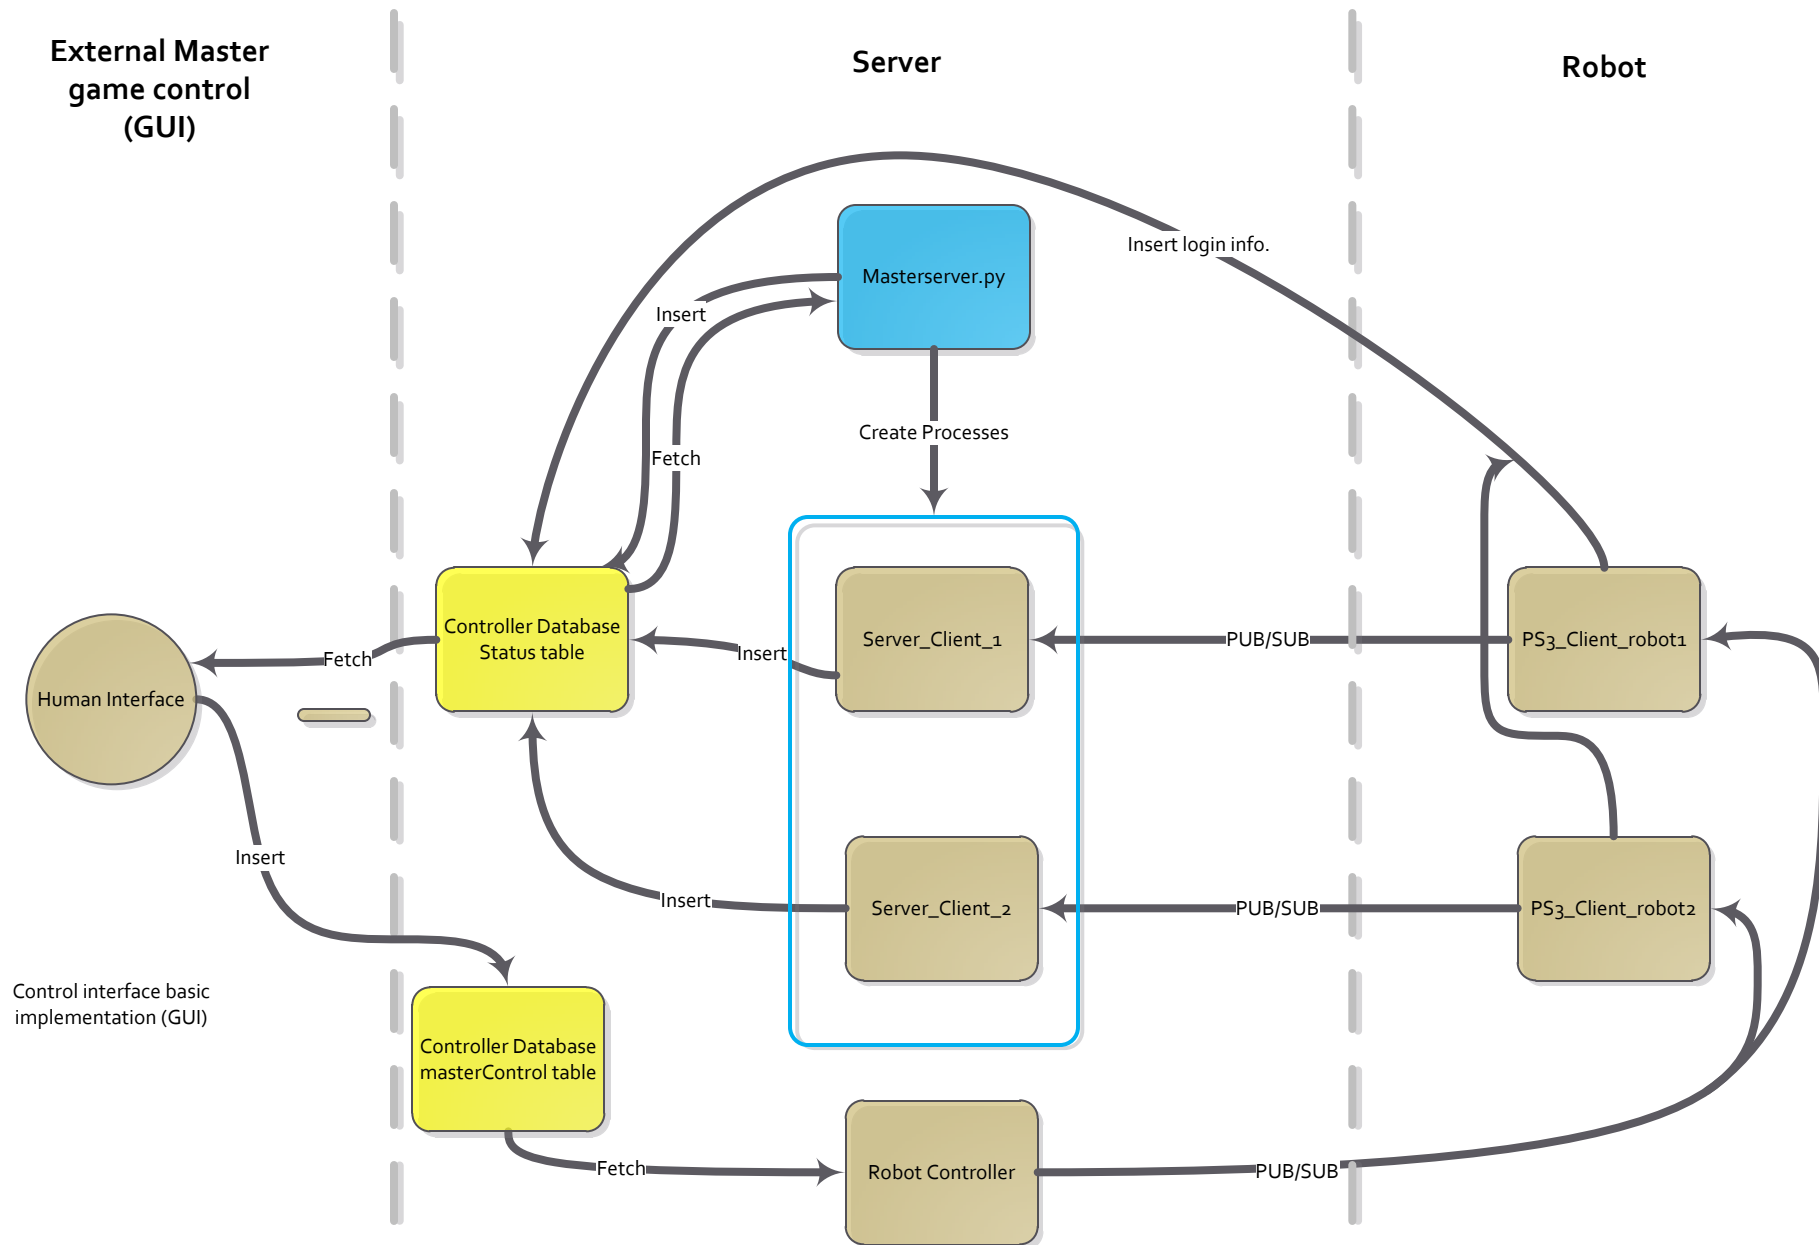 External Master
game control
(GUI)
Server
Robot
Insert login info.
Masterserver.py
Insert
Create Processes
Fetch
Controller Database
Status table
Server_Client_1
PUB/SUB
PS3_Client_robot1
Insert
Fetch
Human Interface
Insert
Insert
Server_Client_2
PUB/SUB
PS3_Client_robot2
Control interface basic
implementation (GUI)
Controller Database
masterControl table
Fetch
Robot Controller
PUB/SUB